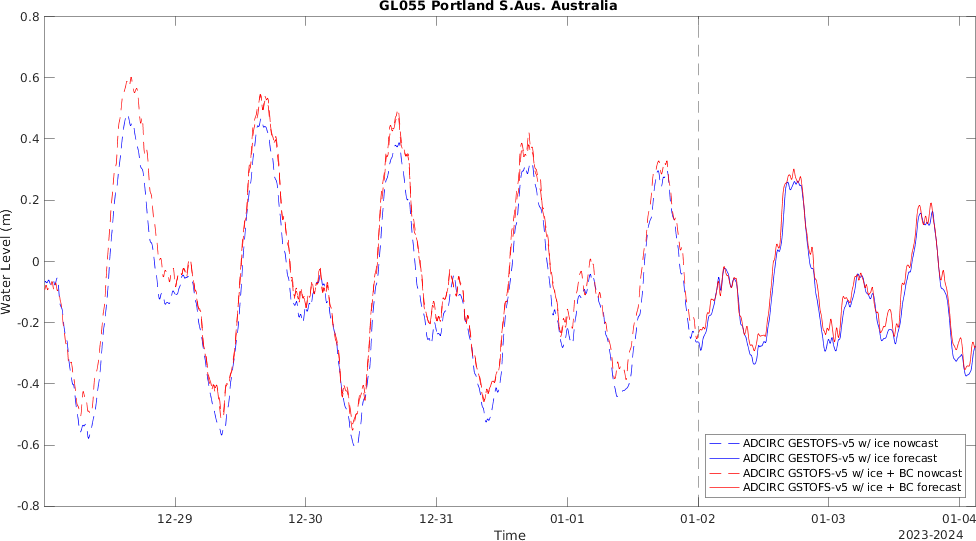 GL055 Portland S.Aus. Australia
0.8
0.6
0.4
0.2
0
-0.2
-0.4
-0.6
-0.8
Water Level (m)
12-29
12-30
12-31
01-01
01-02
01-03
01-04
Time
2023-2024
ADCIRC GESTOFS-v5 w/ ice nowcast
ADCIRC GESTOFS-v5 w/ ice forecast
ADCIRC GSTOFS-v5 w/ ice + BC nowcast
ADCIRC GSTOFS-v5 w/ ice + BC forecast